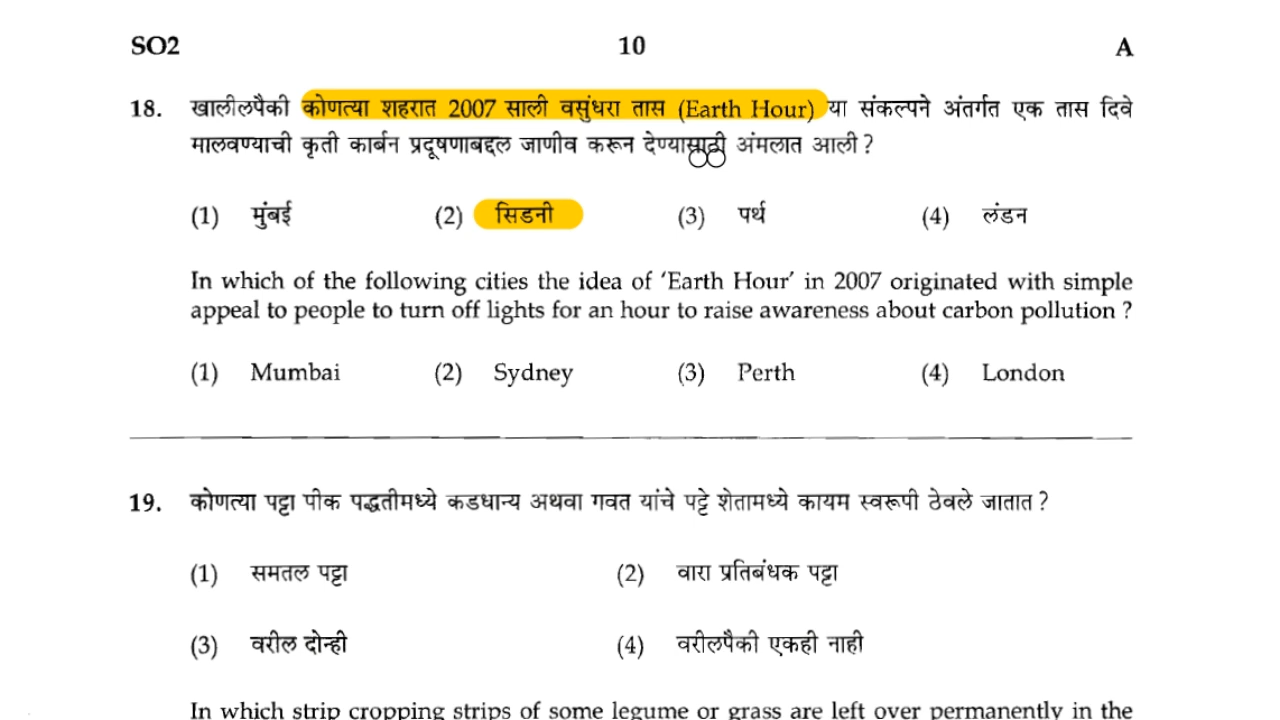 SO2 10 A
18. खालीलपैकी कोणत्या शहरात 2007 साली वसुंधरा तास (Earth Hour) या संकल्पने अंतर्गत एक तास दिवे
मालवण्याची कृती कार्बन प्रदूषणाबद्दल जाणीव करून देण्यासाठी अंमलात आली ?
(1) मुंबई (2) सिडनी (3) पर्थ (4) लंडन
In which of the following cities the idea of ‘Earth Hour’ in 2007 originated with simple
appeal to people to turn off lights for an hour to raise awareness about carbon pollution ?
(1) Mumbai (2) Sydney (3) Perth (4) London
19. कोणत्या पट्टा पीक पद्धतीमध्ये कडधान्य अथवा गवत यांचे पट्टे शेतामध्ये कायम स्वरूपी ठेवले जातात ?
(1) समतल पट्टा (2) वारा प्रतिबंधक पट्टा
(3) वरील दोन्ही (4) वरीलपैकी एकही नाही
In which strip cropping strips of some legume or grass are left over permanently in the